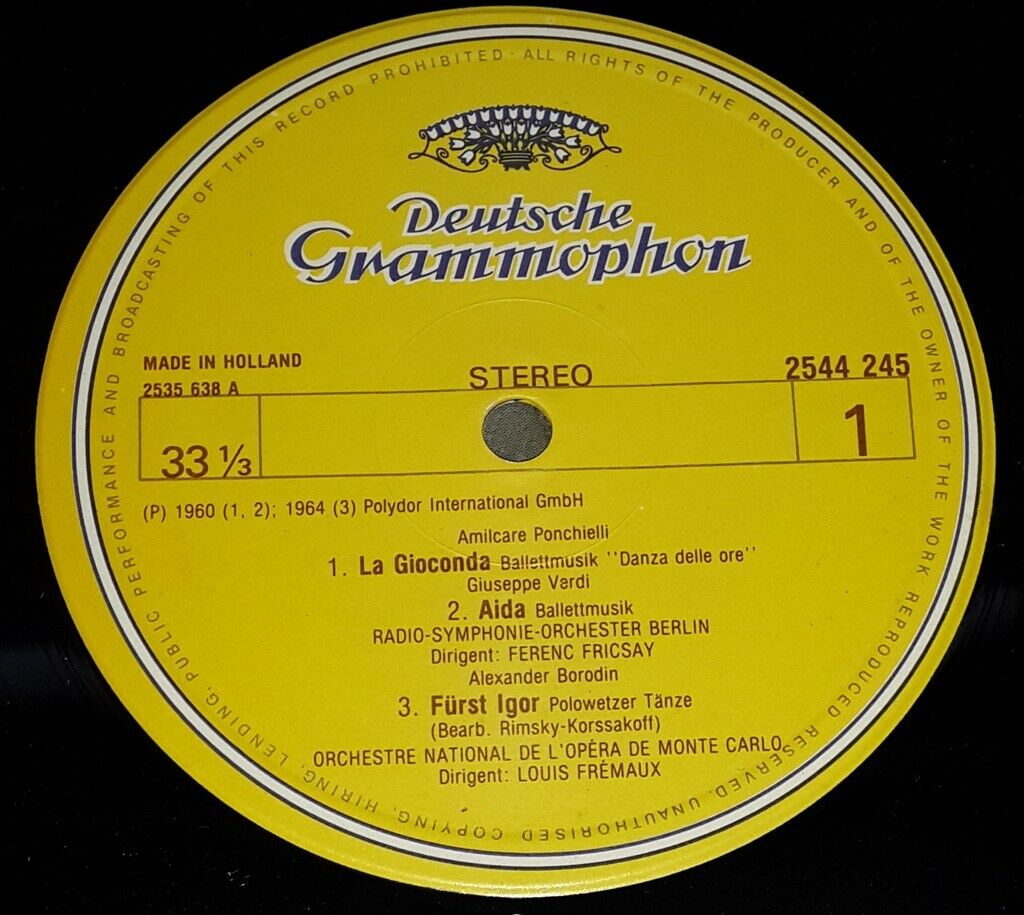 PUBLIC PERFORMANCE AND BROADCASTING OF THIS RECORD PROHIBITED · ALL RIGHTS OF THE PRODUCER AND OF THE OWNER OF THE WORK REPRODUCED RESERVED. UNAUTHORISED COPYING, HIRING, LENDING,
Deutsche
Grammophon
MADE IN HOLLAND
2535 638 A
STEREO
2544 245
33 ⅓
1
(P) 1960 (1, 2); 1964 (3) Polydor International GmbH
Amilcare Ponchielli
1. La Gioconda Ballettmusik ''Danza delle ore''
Giuseppe Vardi
2. Aida Ballettmusik
RADIO-SYMPHONIE-ORCHESTER BERLIN
Dirigent: FERENC FRICSAY
Alexander Borodin
3. Fürst Igor Polowetzer Tänze
(Bearb. Rimsky-Korssakoff)
ORCHESTRE NATIONAL DE L'OPÉRA DE MONTE CARLO
Dirigent: LOUIS FRÉMAUX